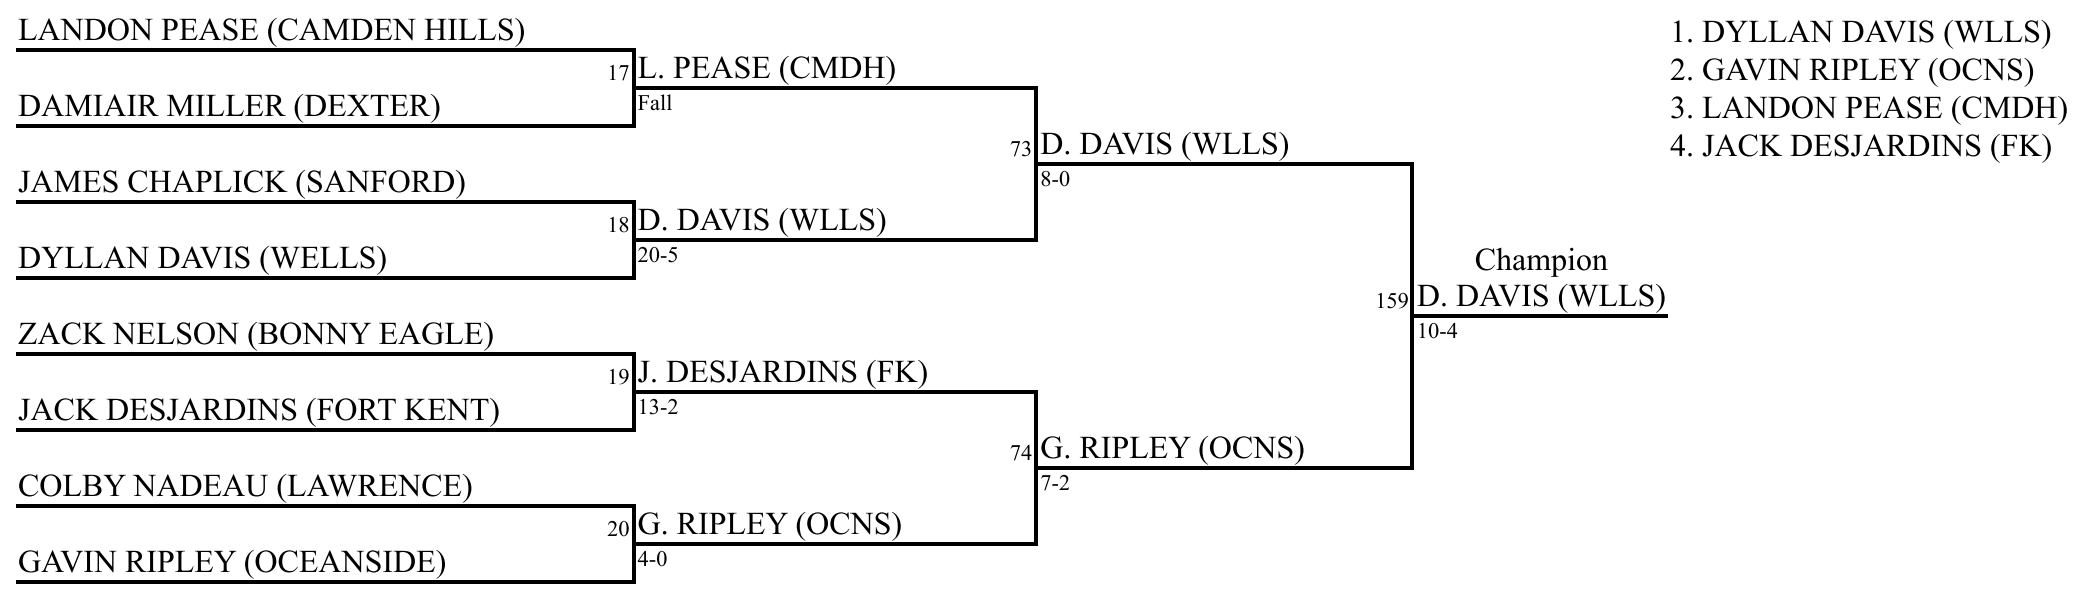 LANDON PEASE (CAMDEN HILLS)
17
L. PEASE (CMDH)
Fall
DAMIAIR MILLER (DEXTER)
73
D. DAVIS (WLLS)
8-0
JAMES CHAPLICK (SANFORD)
18
D. DAVIS (WLLS)
20-5
DYLLAN DAVIS (WELLS)
Champion
159
D. DAVIS (WLLS)
10-4
ZACK NELSON (BONNY EAGLE)
19
J. DESJARDINS (FK)
13-2
JACK DESJARDINS (FORT KENT)
74
G. RIPLEY (OCNS)
7-2
COLBY NADEAU (LAWRENCE)
20
G. RIPLEY (OCNS)
4-0
GAVIN RIPLEY (OCEANSIDE)
1. DYLLAN DAVIS (WLLS)
2. GAVIN RIPLEY (OCNS)
3. LANDON PEASE (CMDH)
4. JACK DESJARDINS (FK)